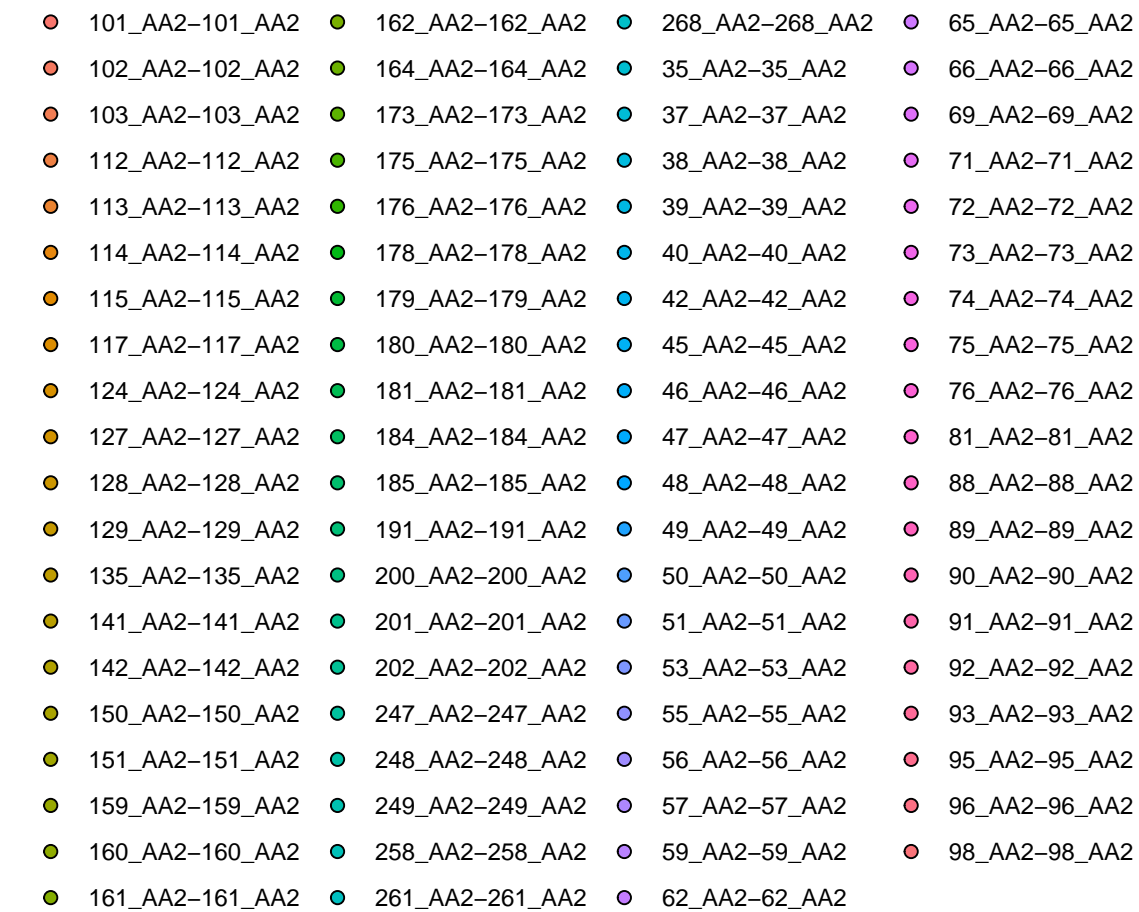 101_AA2–101_AA2 162_AA2–162_AA2 268_AA2–268_AA2 65_AA2–65_AA2
102_AA2–102_AA2 164_AA2–164_AA2 35_AA2–35_AA2 66_AA2–66_AA2
103_AA2–103_AA2 173_AA2–173_AA2 37_AA2–37_AA2 69_AA2–69_AA2
112_AA2–112_AA2 175_AA2–175_AA2 38_AA2–38_AA2 71_AA2–71_AA2
113_AA2–113_AA2 176_AA2–176_AA2 39_AA2–39_AA2 72_AA2–72_AA2
114_AA2–114_AA2 178_AA2–178_AA2 40_AA2–40_AA2 73_AA2–73_AA2
115_AA2–115_AA2 179_AA2–179_AA2 42_AA2–42_AA2 74_AA2–74_AA2
117_AA2–117_AA2 180_AA2–180_AA2 45_AA2–45_AA2 75_AA2–75_AA2
124_AA2–124_AA2 181_AA2–181_AA2 46_AA2–46_AA2 76_AA2–76_AA2
127_AA2–127_AA2 184_AA2–184_AA2 47_AA2–47_AA2 81_AA2–81_AA2
128_AA2–128_AA2 185_AA2–185_AA2 48_AA2–48_AA2 88_AA2–88_AA2
129_AA2–129_AA2 191_AA2–191_AA2 49_AA2–49_AA2 89_AA2–89_AA2
135_AA2–135_AA2 200_AA2–200_AA2 50_AA2–50_AA2 90_AA2–90_AA2
141_AA2–141_AA2 201_AA2–201_AA2 51_AA2–51_AA2 91_AA2–91_AA2
142_AA2–142_AA2 202_AA2–202_AA2 53_AA2–53_AA2 92_AA2–92_AA2
150_AA2–150_AA2 247_AA2–247_AA2 55_AA2–55_AA2 93_AA2–93_AA2
151_AA2–151_AA2 248_AA2–248_AA2 56_AA2–56_AA2 95_AA2–95_AA2
159_AA2–159_AA2 249_AA2–249_AA2 57_AA2–57_AA2 96_AA2–96_AA2
160_AA2–160_AA2 258_AA2–258_AA2 59_AA2–59_AA2 98_AA2–98_AA2
161_AA2–161_AA2 261_AA2–261_AA2 62_AA2–62_AA2